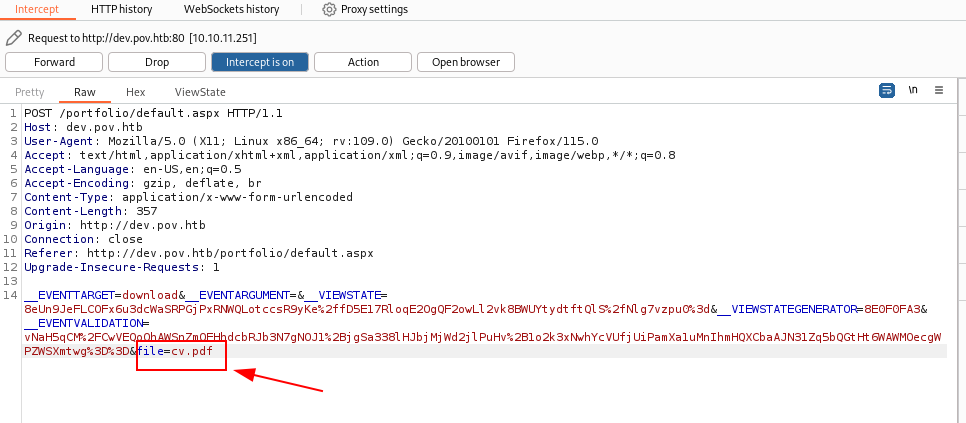 Intercept HTTP history WebSockets history Proxy settings
Request to http://dev.pov.htb:80 [10.10.11.251]
Forward Drop Intercept is on Action Open browser
Pretty Raw Hex ViewState \n
1 POST /portfolio/default.aspx HTTP/1.1
2 Host: dev.pov.htb
3 User-Agent: Mozilla/5.0 (X11; Linux x86_64; rv:109.0) Gecko/20100101 Firefox/115.0
4 Accept: text/html,application/xhtml+xml,application/xml;q=0.9,image/avif,image/webp,*/*;q=0.8
5 Accept-Language: en-US,en;q=0.5
6 Accept-Encoding: gzip, deflate, br
7 Content-Type: application/x-www-form-urlencoded
8 Content-Length: 357
9 Origin: http://dev.pov.htb
10 Connection: close
11 Referer: http://dev.pov.htb/portfolio/default.aspx
12 Upgrade-Insecure-Requests: 1
13
14 __EVENTTARGET=download&__EVENTARGUMENT=&__VIEWSTATE=
8eUn9JeFLCOFx6u3dcWaSRPGjPxRNWQLotccsR9yKe%2ffD5E17RloqE2OgQF2owLl2vk8BWUYtydtftQlS%2fNlg7vzpu0%3d&__VIEWSTATEGENERATOR=8E0F0FA3&
__EVENTVALIDATION=
vNaH5qCM%2FCwVEOoOhAWSnZmOEHhdcbRJb3N7gNOJ1%2BjgSa338lHJbjMjWd2jlPuHv%2B1o2k3xNwhYcVUfjUiPamXa1uMnIhmHQXCbaAJN31Zq5bQGtHt6WAWMOecgW
PZWSXmtwg%3D%3D&file=cv.pdf